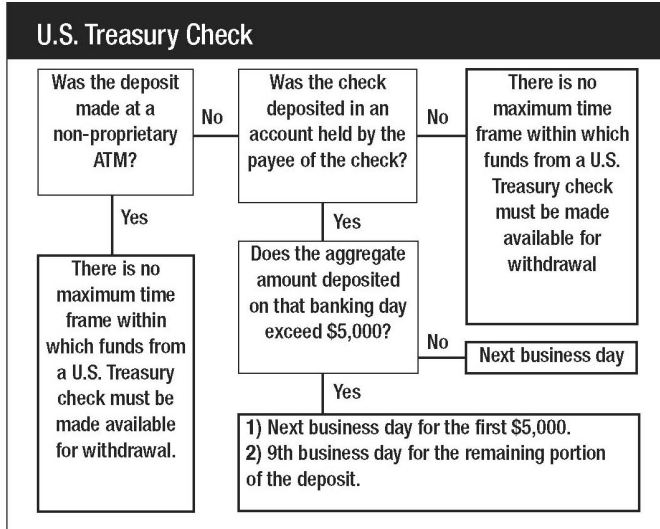 U.S. Treasury Check
Was the deposit
made at a
non-proprietary
ATM?
No
Was the check
deposited in an
account held by the
payee of the check?
No
There is no
maximum time
frame within which
funds from a U.S.
Treasury check
must be made
available for
withdrawal
Yes
Yes
There is no
maximum time
frame within
which funds from
a U.S. Treasury
check must be
made available
for withdrawal.
Does the aggregate
amount deposited
on that banking day
exceed $5,000?
No
Next business day
Yes
1) Next business day for the first $5,000.
2) 9th business day for the remaining portion
of the deposit.